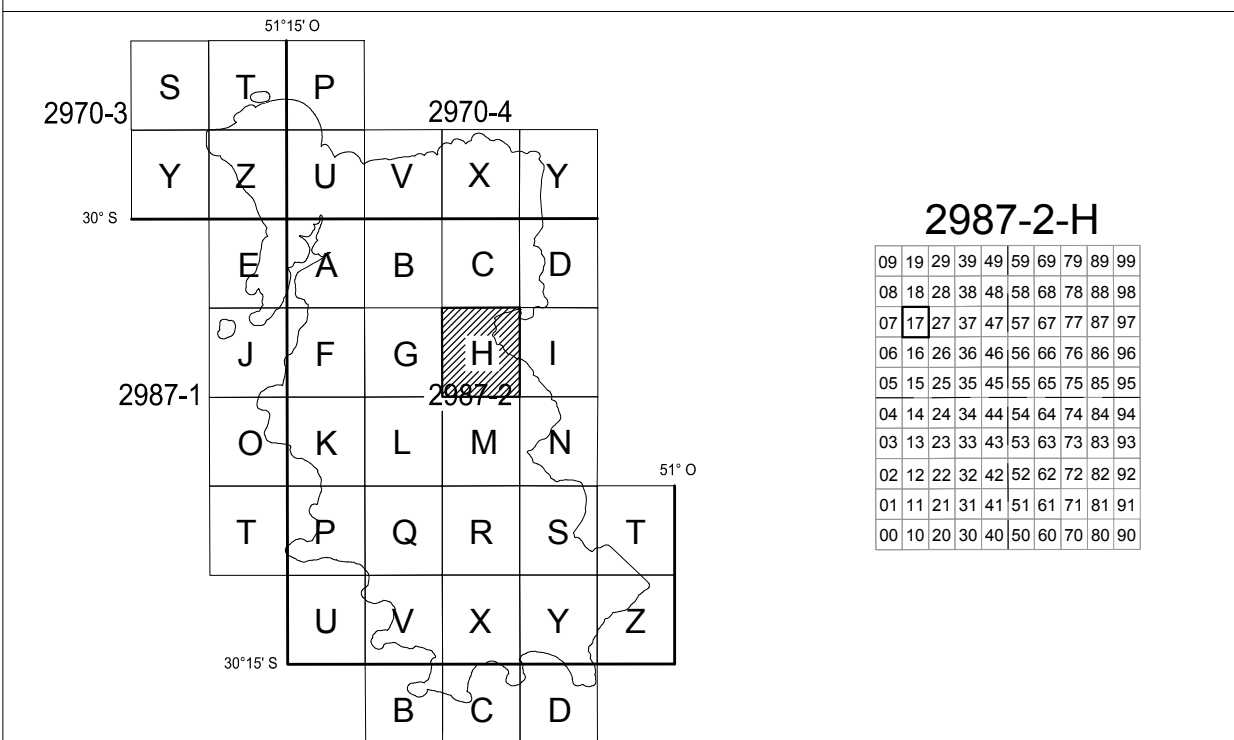 51°15' O
S T P
2970-3 2970-4
Y Z U V X Y
30° S
E A B C D
J F G H I
2987-1 2987-2
O K L M N
51° O
T P Q R S T
U V X Y Z
30°15' S
B C D
2987-2-H
09 19 29 39 49 59 69 79 89 99
08 18 28 38 48 58 68 78 88 98
07 17 27 37 47 57 67 77 87 97
06 16 26 36 46 56 66 76 86 96
05 15 25 35 45 55 65 75 85 95
04 14 24 34 44 54 64 74 84 94
03 13 23 33 43 53 63 73 83 93
02 12 22 32 42 52 62 72 82 92
01 11 21 31 41 51 61 71 81 91
00 10 20 30 40 50 60 70 80 90